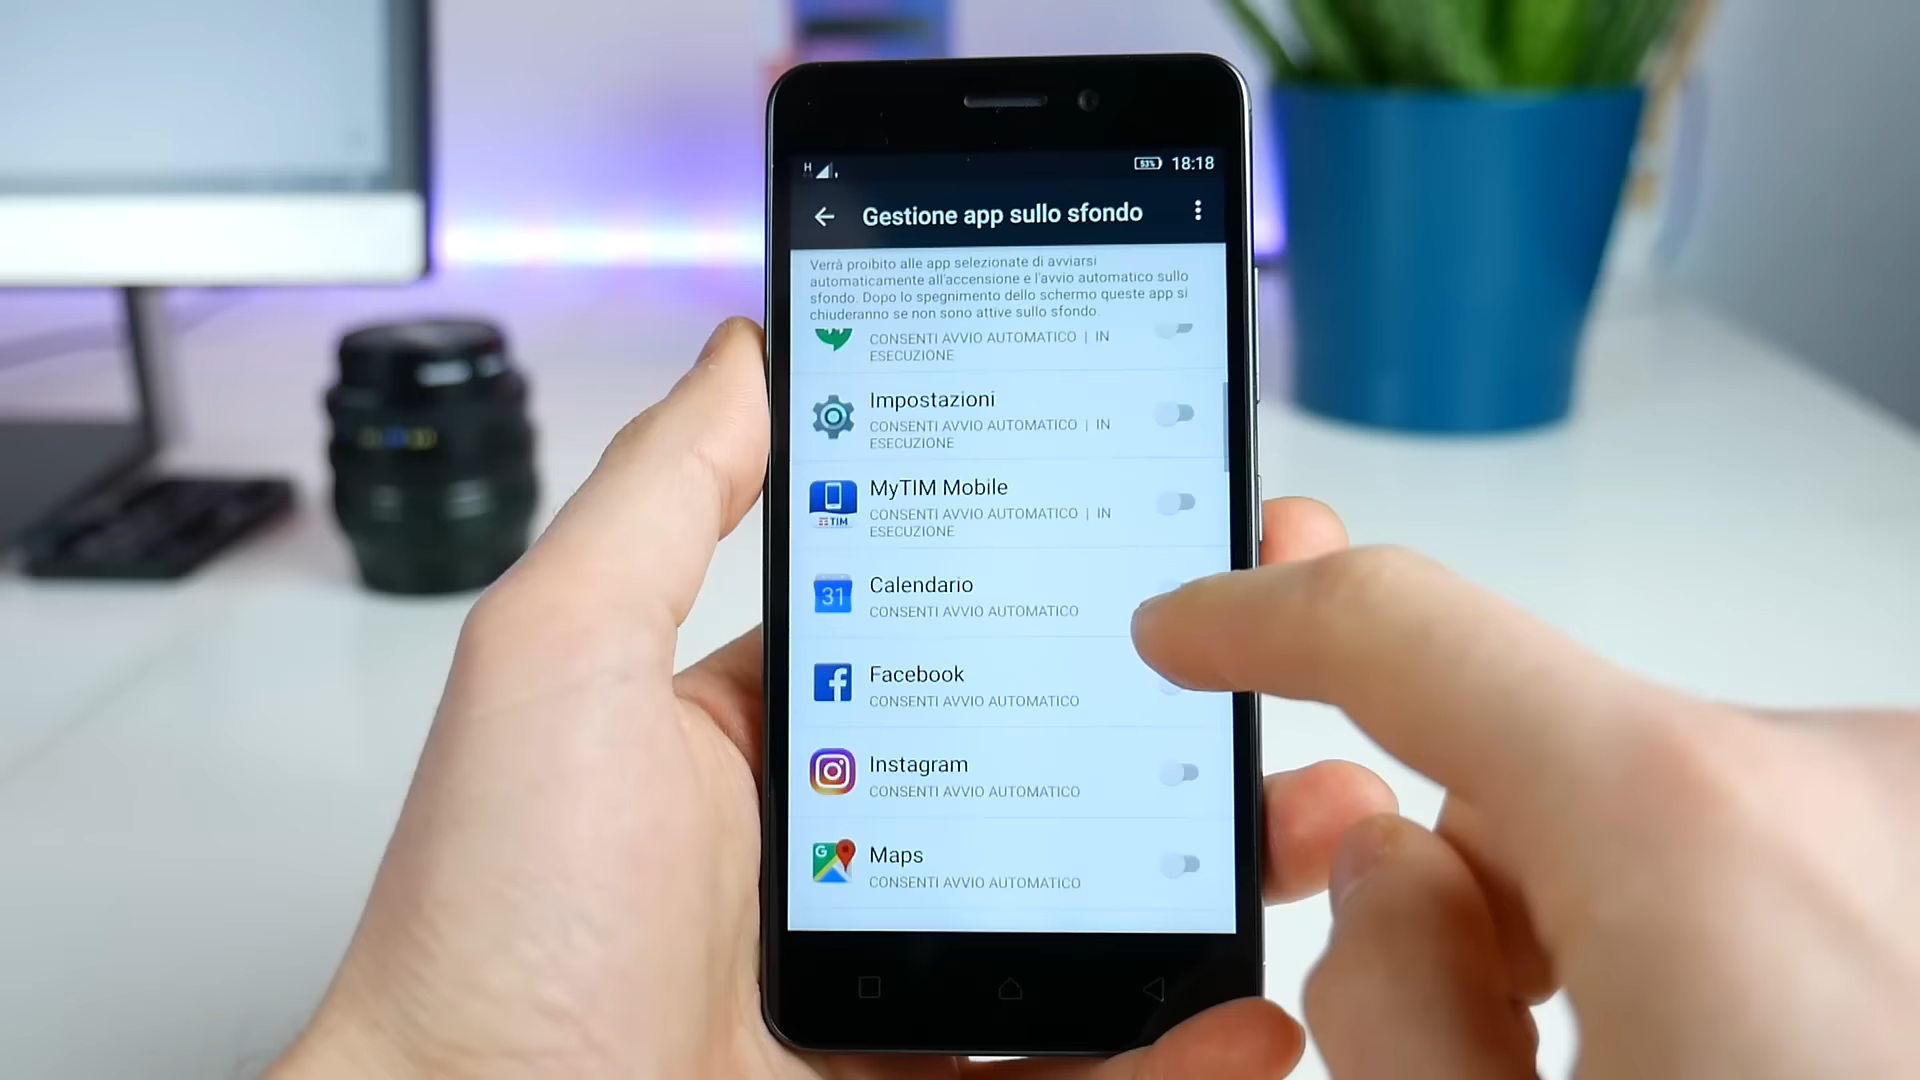 H
53% 18:18
Gestione app sullo sfondo
Verrà proibito alle app selezionate di avviarsi
automaticamente all'accensione e l'avvio automatico sullo
sfondo. Dopo lo spegnimento dello schermo queste app si
chiuderanno se non sono attive sullo sfondo.
CONSENTI AVVIO AUTOMATICO | IN
ESECUZIONE
Impostazioni
CONSENTI AVVIO AUTOMATICO | IN
ESECUZIONE
MyTIM Mobile
TIM
CONSENTI AVVIO AUTOMATICO | IN
ESECUZIONE
Calendario
31
CONSENTI AVVIO AUTOMATICO
Facebook
f
CONSENTI AVVIO AUTOMATICO
Instagram
CONSENTI AVVIO AUTOMATICO
Maps
G
CONSENTI AVVIO AUTOMATICO